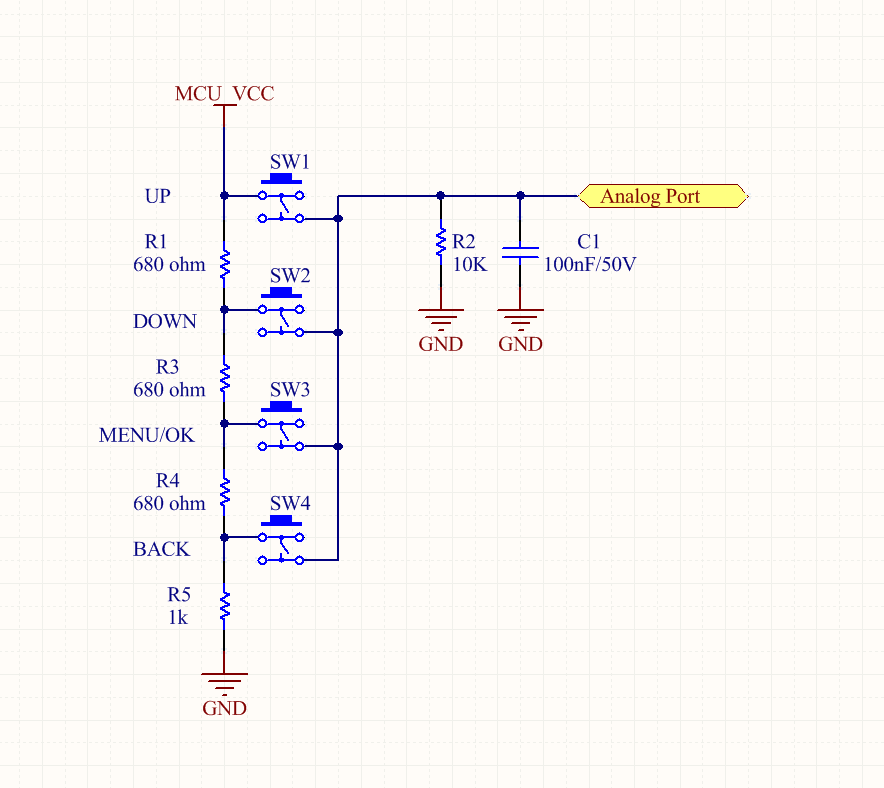 MCU_VCC
SW1
UP
Analog Port
R1
680 ohm
R2
10K
C1
100nF/50V
SW2
DOWN
GND
GND
R3
680 ohm
SW3
MENU/OK
R4
680 ohm
SW4
BACK
R5
1k
GND